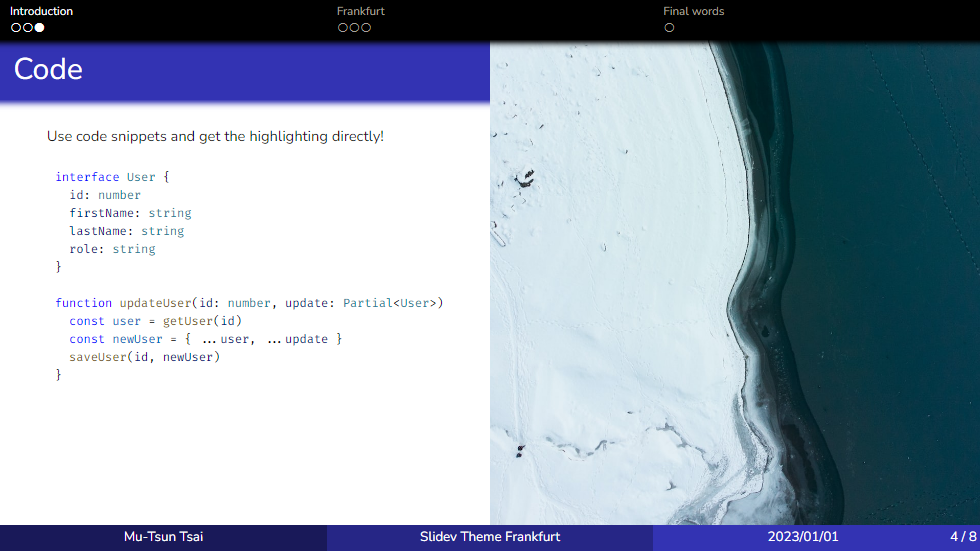 Introduction
Frankfurt
Final words
Code
Use code snippets and get the highlighting directly!
interface User {
  id: number
  firstName: string
  lastName: string
  role: string
}
function updateUser(id: number, update: Partial<User>)
  const user = getUser(id)
  const newUser = { ...user, ...update }
  saveUser(id, newUser)
}
Mu-Tsun Tsai
Slidev Theme Frankfurt
2023/01/01
4 / 8